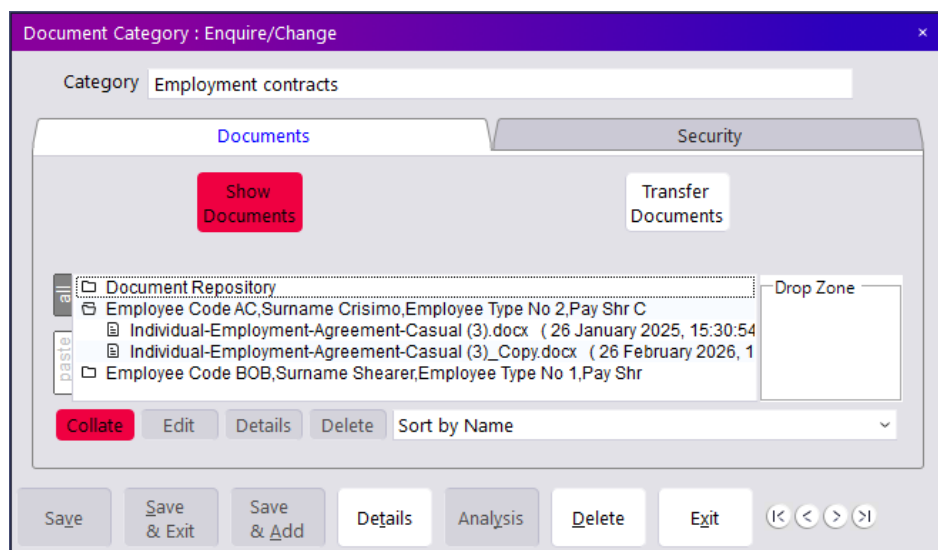 Document Category : Enquire/Change
Category Employment contracts
Documents Security
Show Documents
Transfer Documents
all
paste
Document Repository
Employee Code AC,Surname Crisimo,Employee Type No 2,Pay Shr C
Individual-Employment-Agreement-Casual (3).docx ( 26 January 2025, 15:30:54
Individual-Employment-Agreement-Casual (3)_Copy.docx ( 26 February 2026, 1
Employee Code BOB,Surname Shearer,Employee Type No 1,Pay Shr
Drop Zone
Collate Edit Details Delete Sort by Name
Save
Save & Exit
Save & Add
Details
Analysis
Delete
Exit